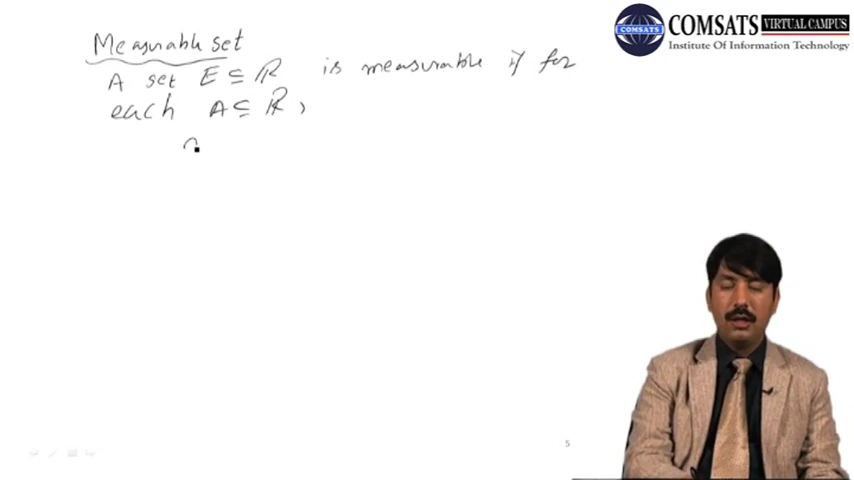 COMSATS VIRTUAL CAMPUS
Institute Of Information Technology
Measurable set
A set E ⊆ ℝ is measurable if for
each A ⊆ ℝ,
5